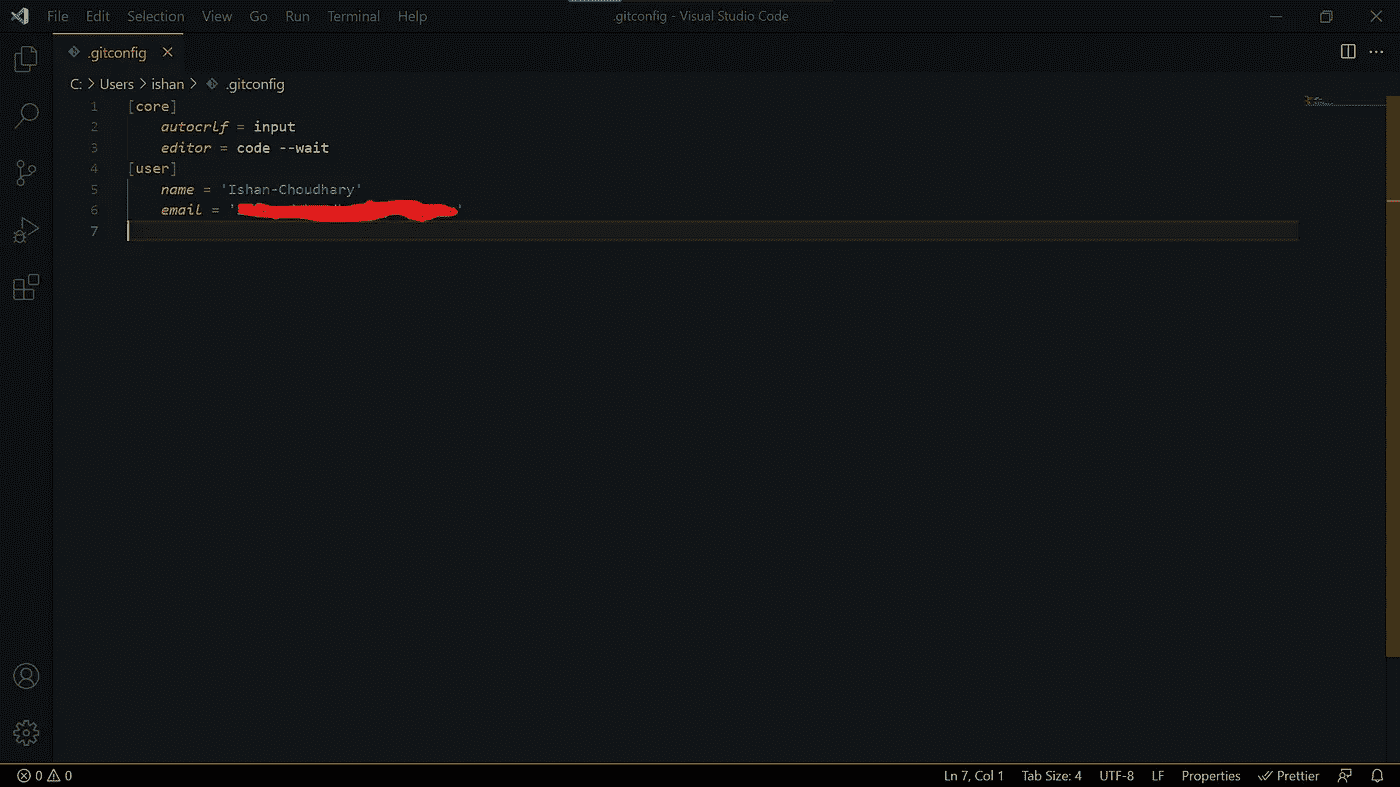 File Edit Selection View Go Run Terminal Help .gitconfig - Visual Studio Code
.gitconfig
C: > Users > ishan > .gitconfig
1 [core]
2 autocrlf = input
3 editor = code --wait
4 [user]
5 name = 'Ishan-Choudhary'
6 email = ' '
7
0 0 Ln 7, Col 1 Tab Size: 4 UTF-8 LF Properties Prettier